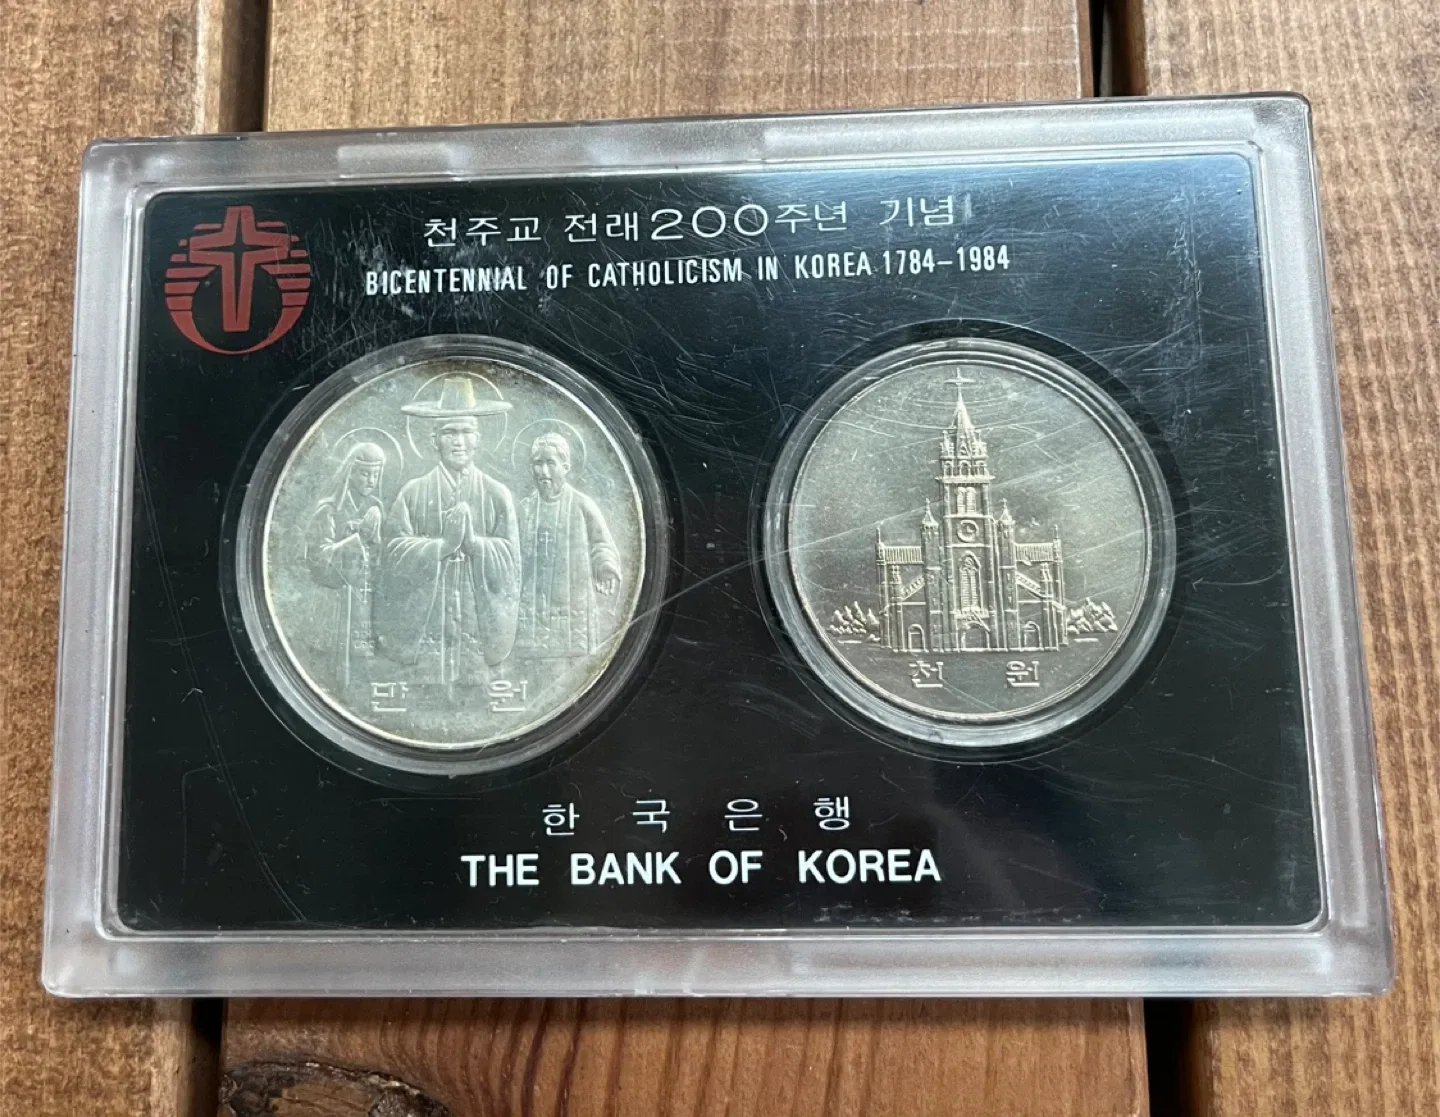 천주교 전래 200주년 기념
BICENTENNIAL OF CATHOLICISM IN KOREA 1784-1984
만 원
천 원
한 국 은 행
THE BANK OF KOREA